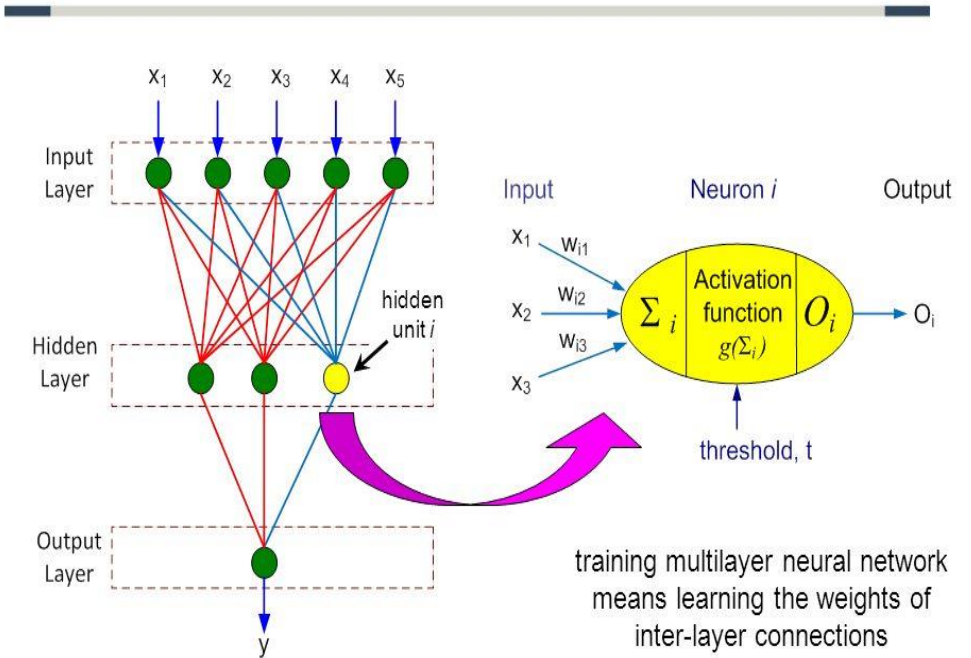 x₁ x₂ x₃ x₄ x₅
Input
Layer
hidden
unit i
Hidden
Layer
Output
Layer
y
Input Neuron i Output
x₁ wᵢ₁
x₂ wᵢ₂
wᵢ₃
x₃
Σ ᵢ
Activation
function
g(Σᵢ)
Oᵢ
Oᵢ
threshold, t
training multilayer neural network
means learning the weights of
inter-layer connections